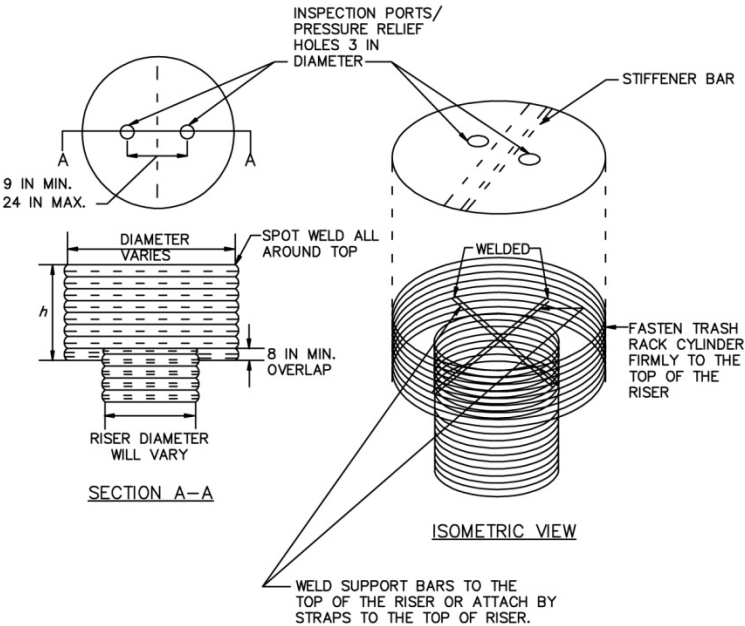 INSPECTION PORTS/
PRESSURE RELIEF
HOLES 3 IN
DIAMETER
STIFFENER BAR
A
A
9 IN MIN.
24 IN MAX.
DIAMETER
VARIES
SPOT WELD ALL
AROUND TOP
WELDED
h
FASTEN TRASH
RACK CYLINDER
FIRMLY TO THE
TOP OF THE
RISER
8 IN MIN.
OVERLAP
RISER DIAMETER
WILL VARY
SECTION A-A
ISOMETRIC VIEW
WELD SUPPORT BARS TO THE
TOP OF THE RISER OR ATTACH BY
STRAPS TO THE TOP OF RISER.